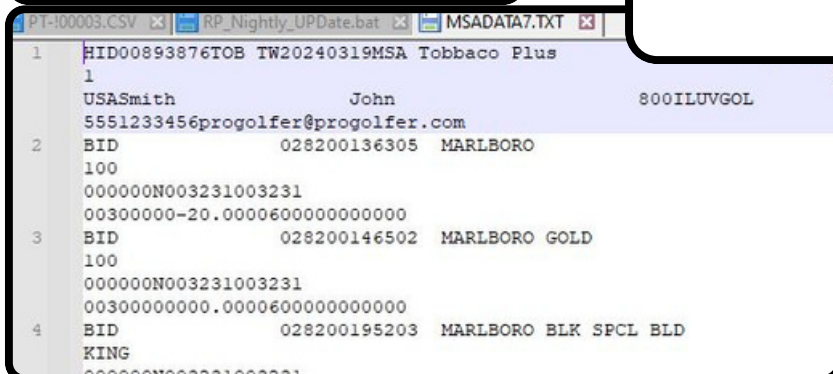 PT-!00003.CSV RP_Nightly_UPDate.bat MSADATA7.TXT
1 HID00893876TOB TW20240319MSA Tobbaco Plus
1
USASmith John 800ILUVGOL
5551233456progolfer@progolfer.com
2 BID 028200136305 MARLBORO
100
000000N003231003231
00300000-20.0000600000000000
3 BID 028200146502 MARLBORO GOLD
100
000000N003231003231
00300000000.0000600000000000
4 BID 028200195203 MARLBORO BLK SPCL BLD
KING